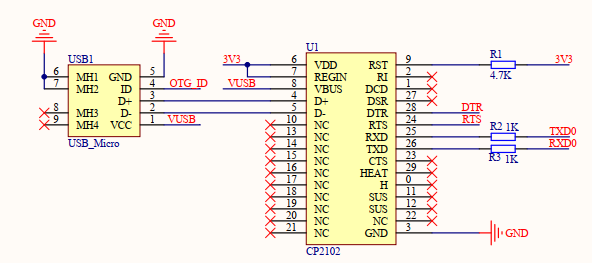 GND GND
USB1
6 MH1 GND 5
7 MH2 ID 4 OTG_ID
D+ 3
8 MH3 D- 2
9 MH4 VCC 1 VUSB
USB_Micro
U1
3V3 6 VDD RST 9 R1 4.7K 3V3
7 REGIN RI 2
VUSB 8 VBUS DCD 1
4 D+ DSR 27
5 D- DTR 28 DTR
10 NC RTS 24 RTS
13 NC RXD 25 R2 1K TXD0
14 NC TXD 26 R3 1K RXD0
15 NC CTS 23
16 NC HEAT 29
17 NC H 0
18 NC SUS 11
19 NC SUS 12
20 NC NC 22
21 NC GND 3 GND
CP2102